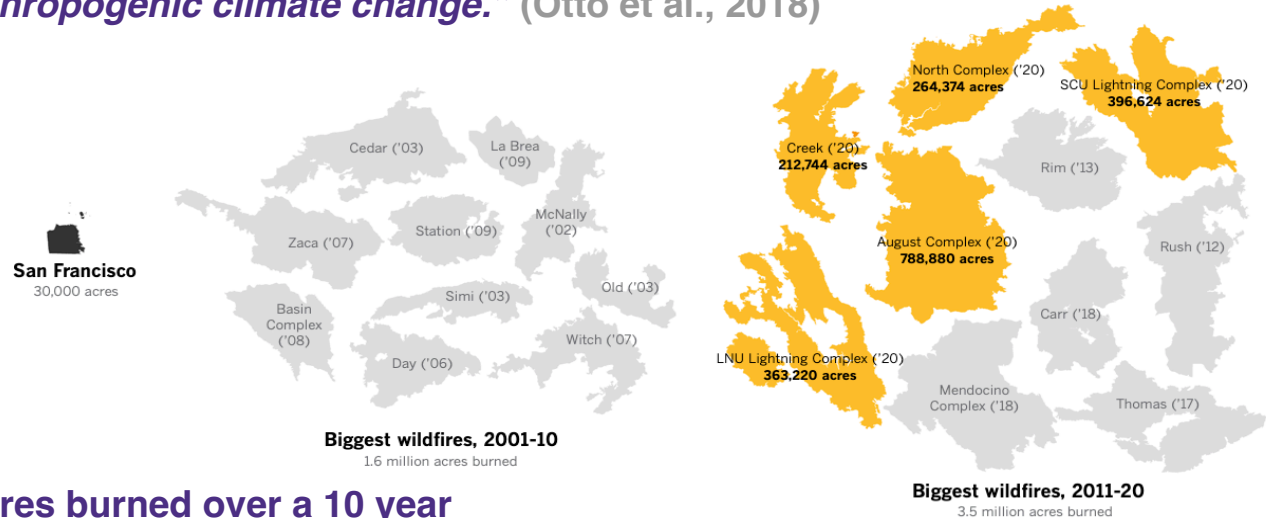 hropogenic climate change." (Otto et al., 2018)
San Francisco
30,000 acres
Cedar ('03)
La Brea
('09)
Zaca ('07)
Station ('09)
McNally
('02)
Basin
Complex
('08)
Simi ('03)
Old ('03)
Day ('06)
Witch ('07)
Biggest wildfires, 2001-10
1.6 million acres burned
North Complex ('20)
264,374 acres
SCU Lightning Complex ('20)
396,624 acres
Creek ('20)
212,744 acres
Rim ('13)
August Complex ('20)
788,880 acres
Rush ('12)
Carr ('18)
LNU Lightning Complex ('20)
363,220 acres
Mendocino
Complex ('18)
Thomas ('17)
Biggest wildfires, 2011-20
3.5 million acres burned
res burned over a 10 year